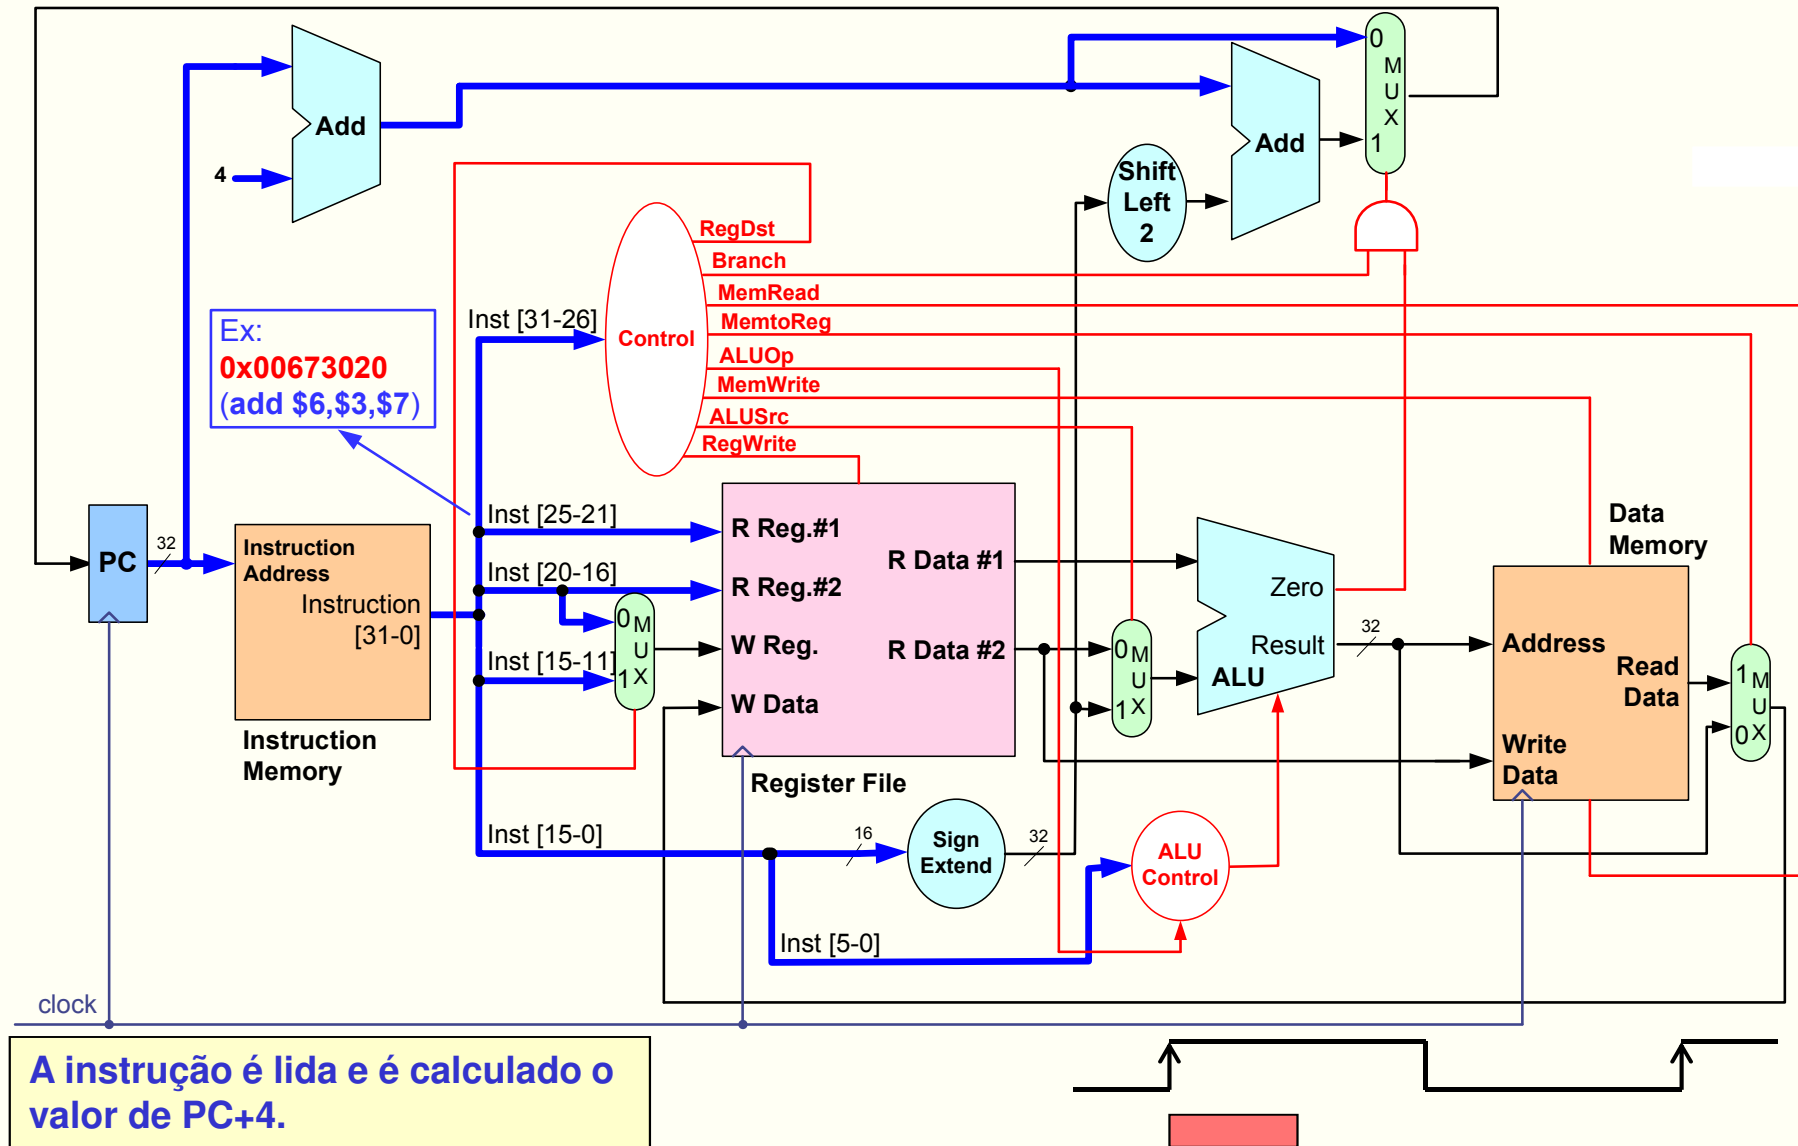 0
M
U
X
1
Add
Add
4
Shift
Left
2
RegDst
Branch
MemRead
MemtoReg
ALUOp
MemWrite
ALUSrc
RegWrite
Control
Inst [31-26]
Ex:
0x00673020
(add $6,$3,$7)
PC
32
Instruction
Address
Instruction
[31-0]
Instruction
Memory
Inst [25-21]
Inst [20-16]
Inst [15-11]
0
M
U
1
X
R Reg.#1
R Reg.#2
W Reg.
W Data
R Data #1
R Data #2
Register File
0
M
U
1
X
Zero
Result
ALU
32
Data
Memory
Address
Read
Data
Write
Data
1
M
U
0
X
Inst [15-0]
16
Sign
Extend
32
ALU
Control
Inst [5-0]
clock
A instrução é lida e é calculado o
valor de PC+4.